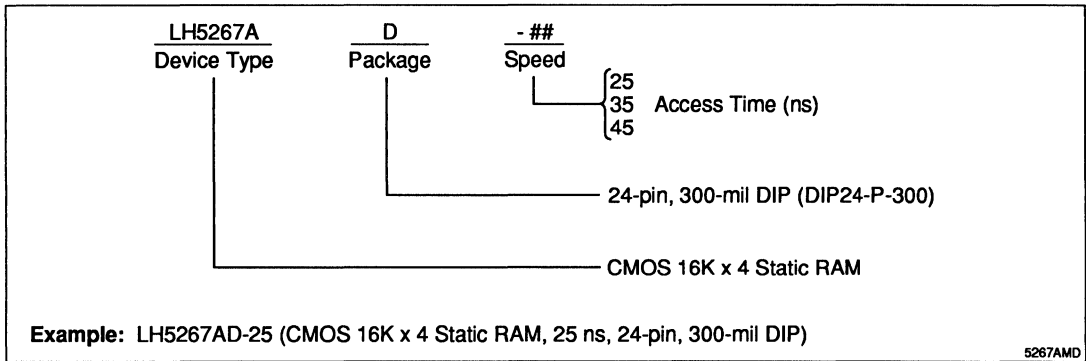 LH5267A D - ##
Device Type Package Speed
25
35 Access Time (ns)
45
24-pin, 300-mil DIP (DIP24-P-300)
CMOS 16K x 4 Static RAM
Example: LH5267AD-25 (CMOS 16K x 4 Static RAM, 25 ns, 24-pin, 300-mil DIP)
5267AMD